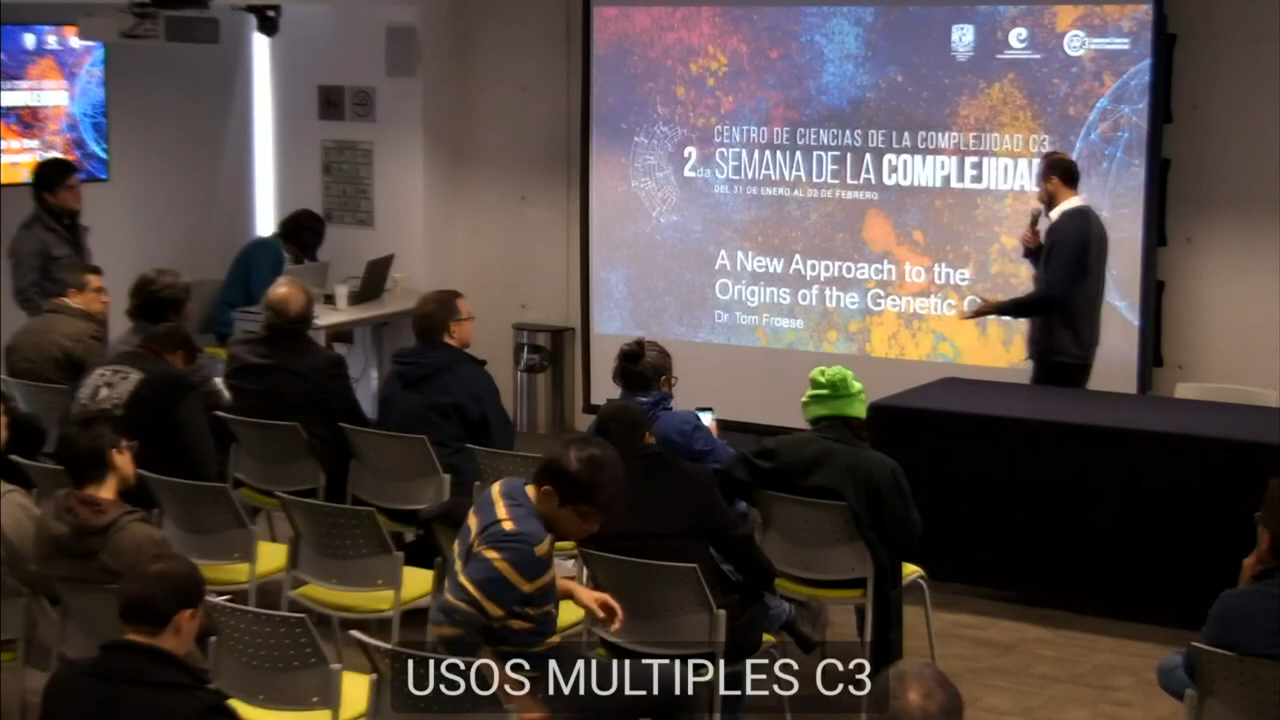 CENTRO DE CIENCIAS DE LA COMPLEJIDAD C3
2da SEMANA DE LA COMPLEJIDA
DEL 31 DE ENERO AL 02 DE FEBRERO
A New Approach to the
Origins of the Genetic C
Dr. Tom Froese
USOS MULTIPLES C3